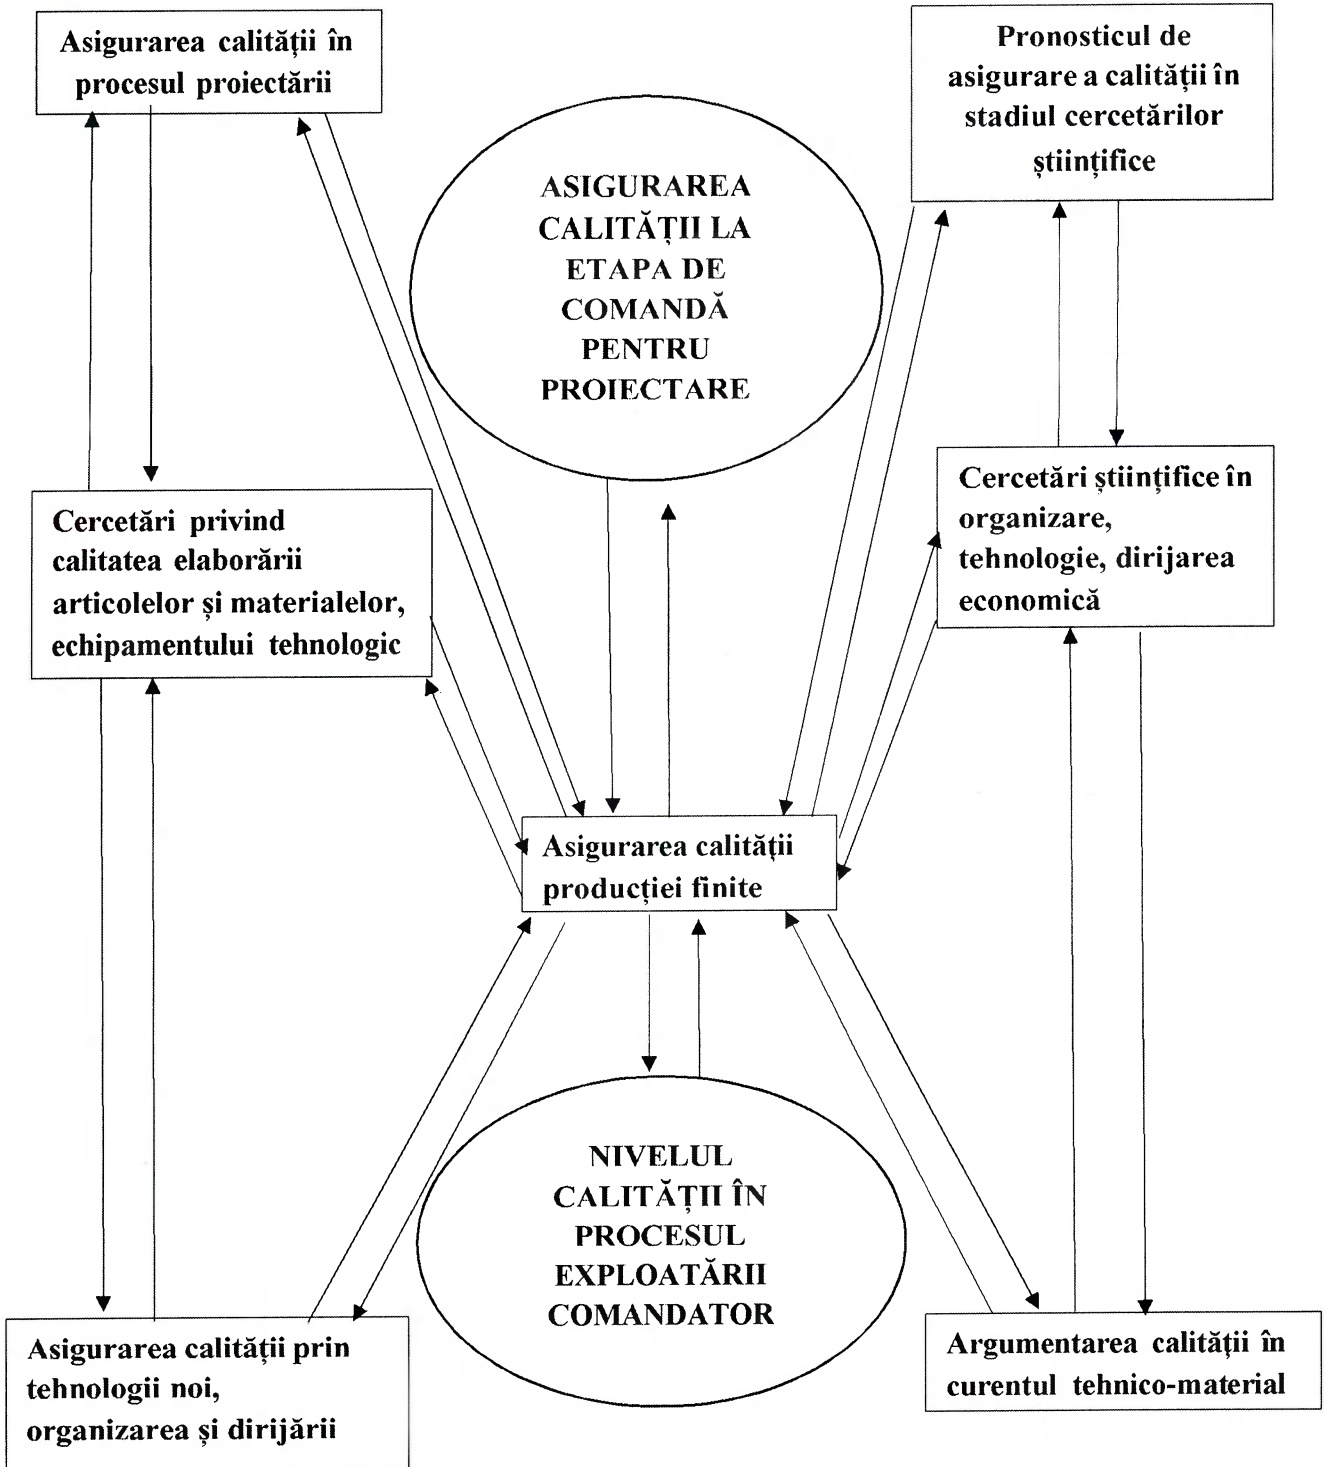 Asigurarea calității în
procesul proiectării
Pronosticul de
asigurare a calității în
stadiul cercetărilor
științifice
ASIGURAREA
CALITĂȚII LA
ETAPA DE
COMANDĂ
PENTRU
PROIECTARE
Cercetări privind
calitatea elaborării
articolelor și materialelor,
echipamentului tehnologic
Cercetări științifice în
organizare,
tehnologie, dirijarea
economică
Asigurarea calității
producției finite
NIVELUL
CALITĂȚII ÎN
PROCESUL
EXPLOATĂRII
COMANDATOR
Asigurarea calității prin
tehnologii noi,
organizarea și dirijării
Argumentarea calității în
curentul tehnico-material